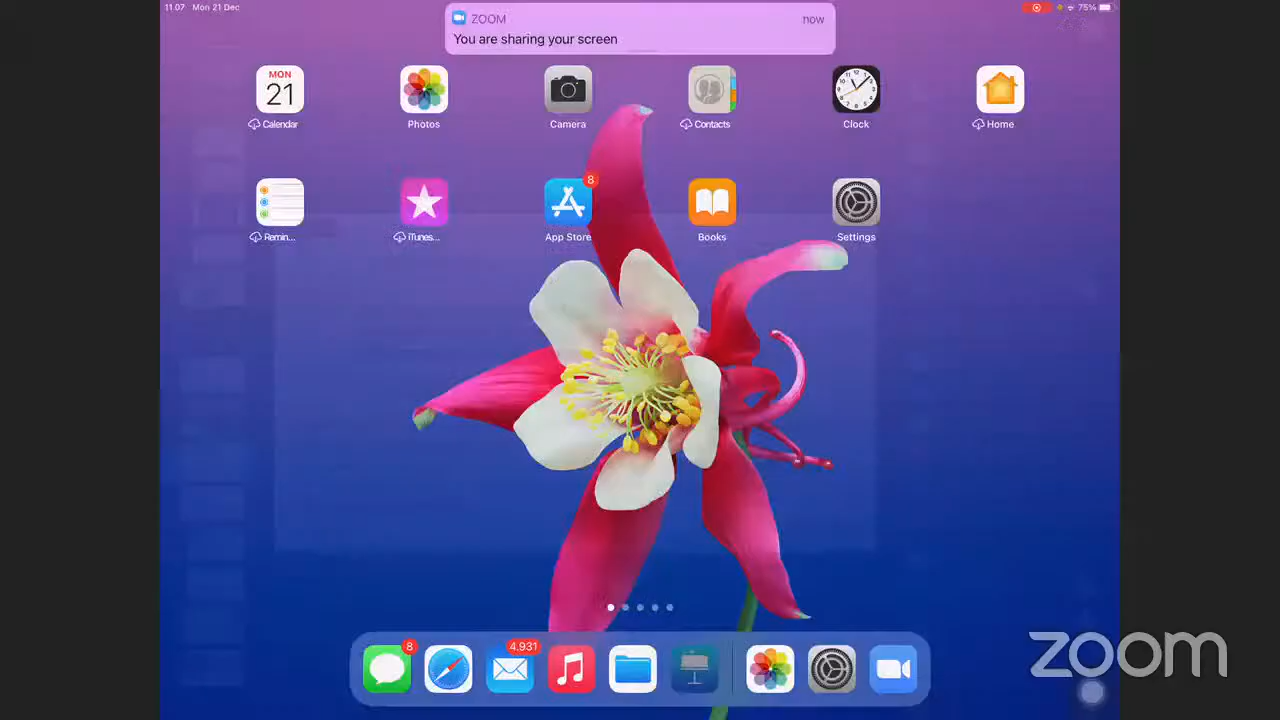 11.07 Mon 21 Dec
75%
ZOOM
now
You are sharing your screen
MON
21
Calendar
Photos
Camera
Contacts
Clock
Home
Remin...
iTunes...
8
App Store
Books
Settings
8
4.931
zoom